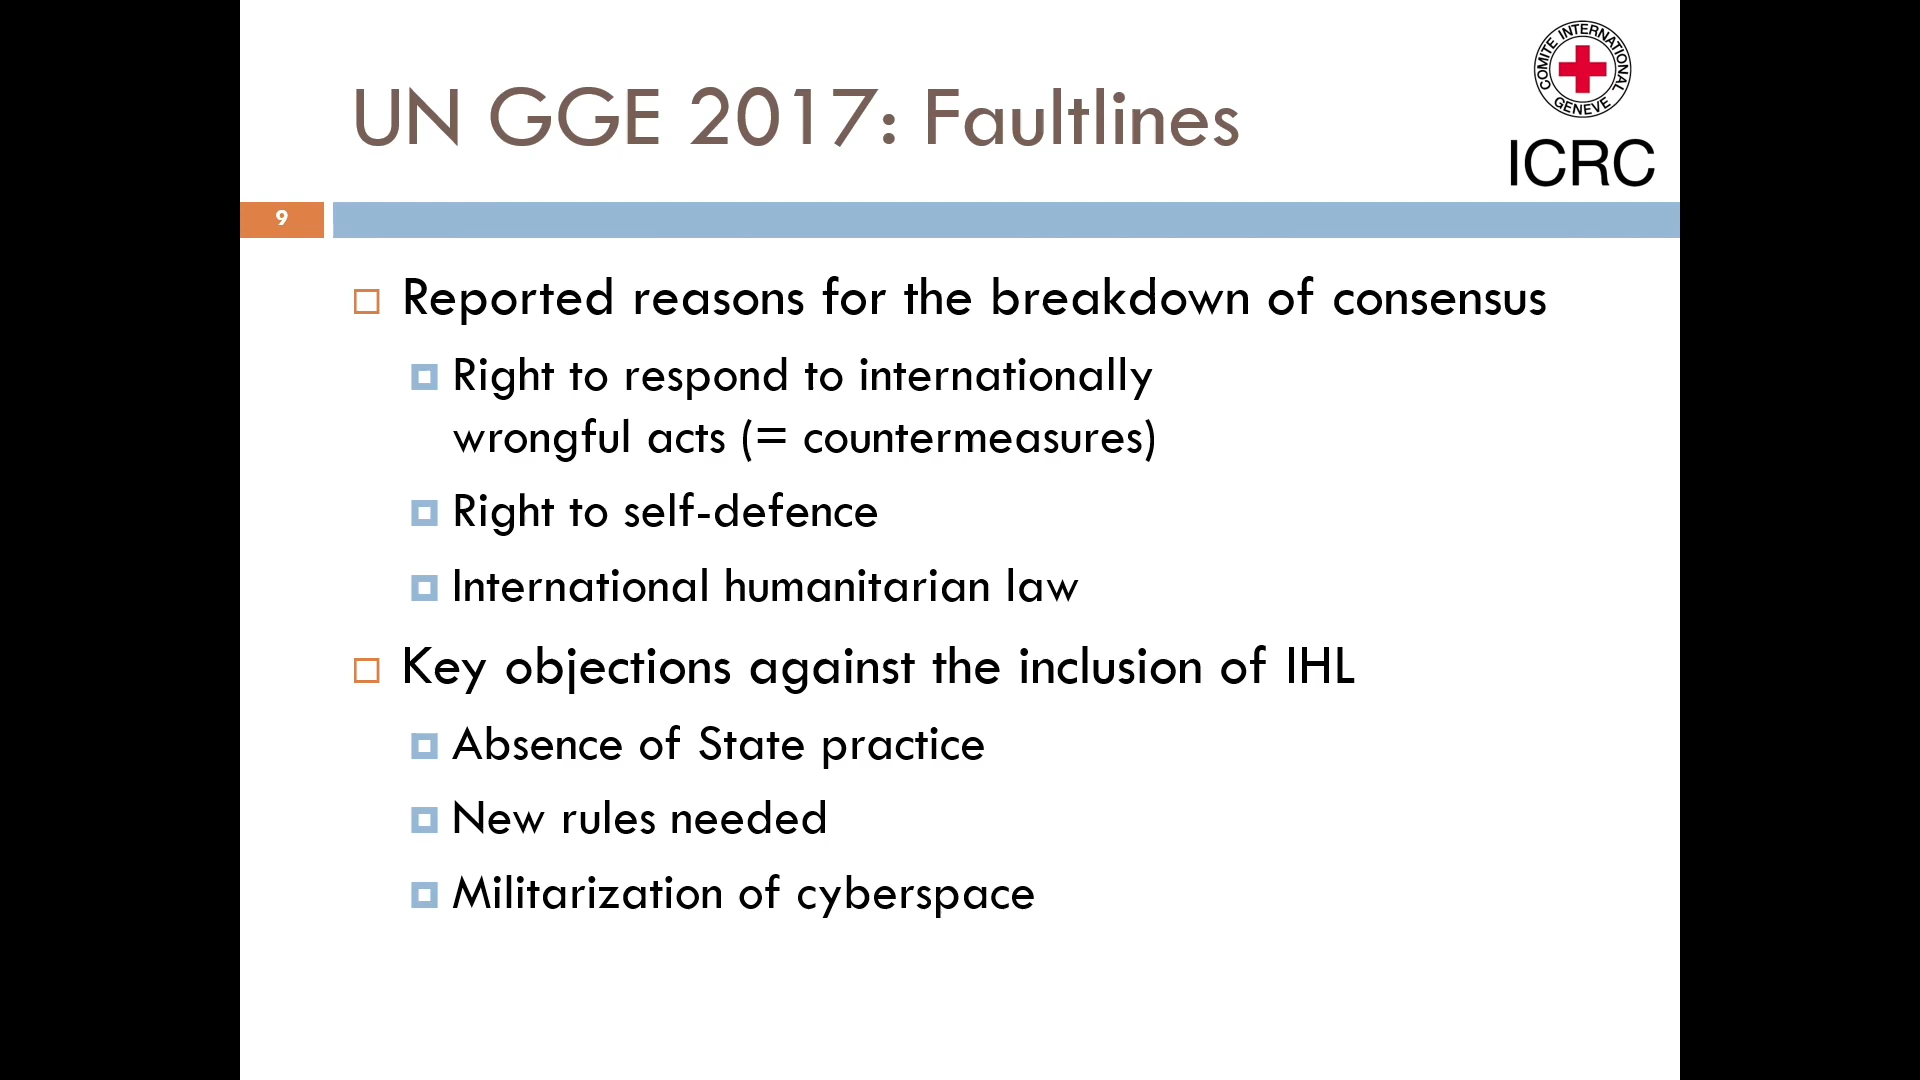 UN GGE 2017: Faultlines
COMITE INTERNATIONAL
GENEVE
ICRC
9
Reported reasons for the breakdown of consensus
Right to respond to internationally
wrongful acts (= countermeasures)
Right to self-defence
International humanitarian law
Key objections against the inclusion of IHL
Absence of State practice
New rules needed
Militarization of cyberspace